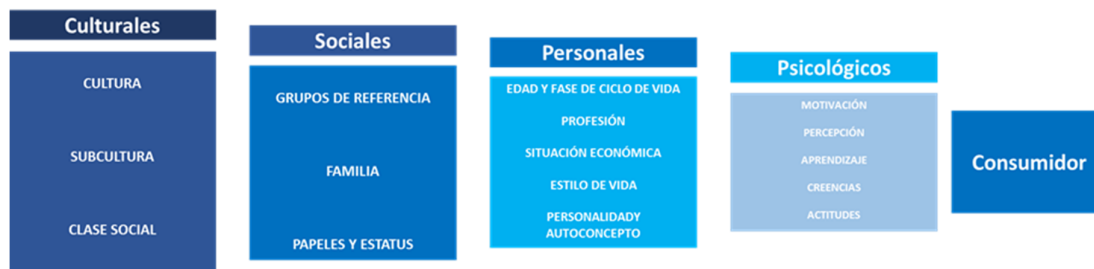 Culturales
CULTURA
SUBCULTURA
CLASE SOCIAL
Sociales
GRUPOS DE REFERENCIA
FAMILIA
PAPELES Y ESTATUS
Personales
EDAD Y FASE DE CICLO DE VIDA
PROFESIÓN
SITUACIÓN ECONÓMICA
ESTILO DE VIDA
PERSONALIDADY
AUTOCONCEPTO
Psicológicos
MOTIVACIÓN
PERCEPCIÓN
APRENDIZAJE
CREENCIAS
ACTITUDES
Consumidor